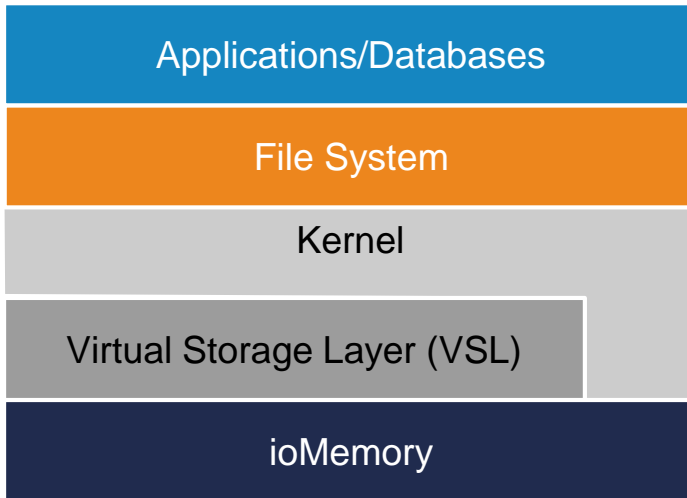 Applications/Databases
File System
Kernel
Virtual Storage Layer (VSL)
ioMemory